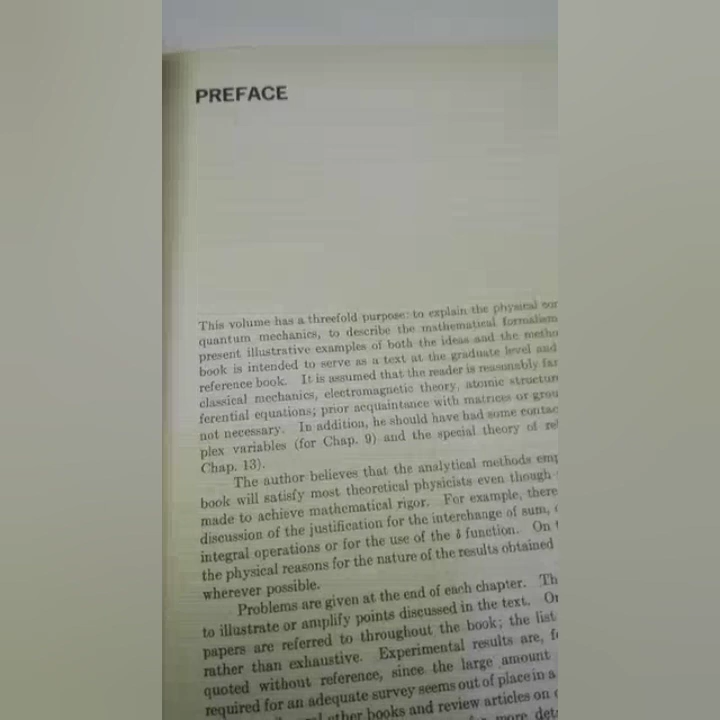 PREFACE
This volume has a threefold purpose: to explain the physical
quantum mechanics, to describe the mathematical formalism
present illustrative examples of both the ideas and the metho
book is intended to serve as a text at the graduate level and
reference book. It is assumed that the reader is reasonably fa
classical mechanics, electromagnetic theory, atomic structur
ferential equations; prior acquaintance with matrices or grou
not necessary. In addition, he should have had some contac
plex variables (for Chap. 9) and the special theory of re
Chap. 13).
The author believes that the analytical methods emp
book will satisfy most theoretical physicists even though
made to achieve mathematical rigor. For example, there
discussion of the justification for the interchange of sum,
integral operations or for the use of the δ function. On
the physical reasons for the nature of the results obtained
wherever possible.
Problems are given at the end of each chapter. Th
to illustrate or amplify points discussed in the text. Or
papers are referred to throughout the book; the list
rather than exhaustive. Experimental results are, f
quoted without reference, since the large amount
required for an adequate survey seems out of place in a
other books and review articles on
more det